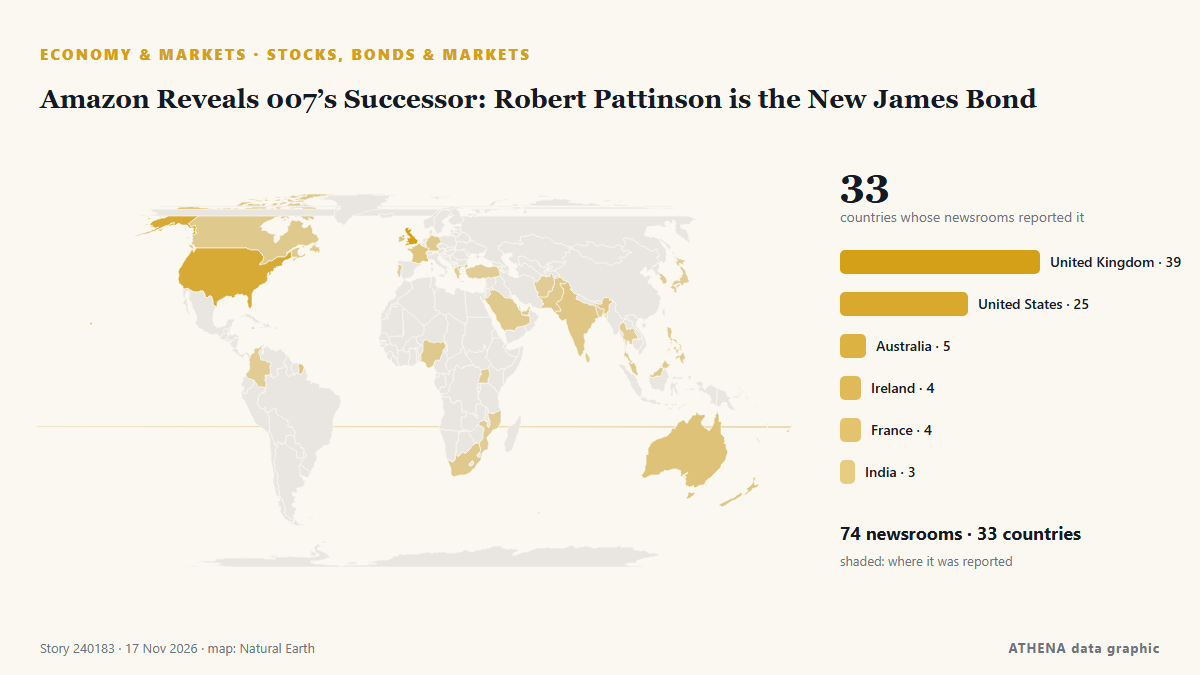 ECONOMY & MARKETS · STOCKS, BONDS & MARKETS
Amazon Reveals 007’s Successor: Robert Pattinson is the New James Bond
33
countries whose newsrooms reported it
United Kingdom · 39
United States · 25
Australia · 5
Ireland · 4
France · 4
India · 3
74 newsrooms · 33 countries
shaded: where it was reported
Story 240183 · 17 Nov 2026 · map: Natural Earth
ATHENA data graphic